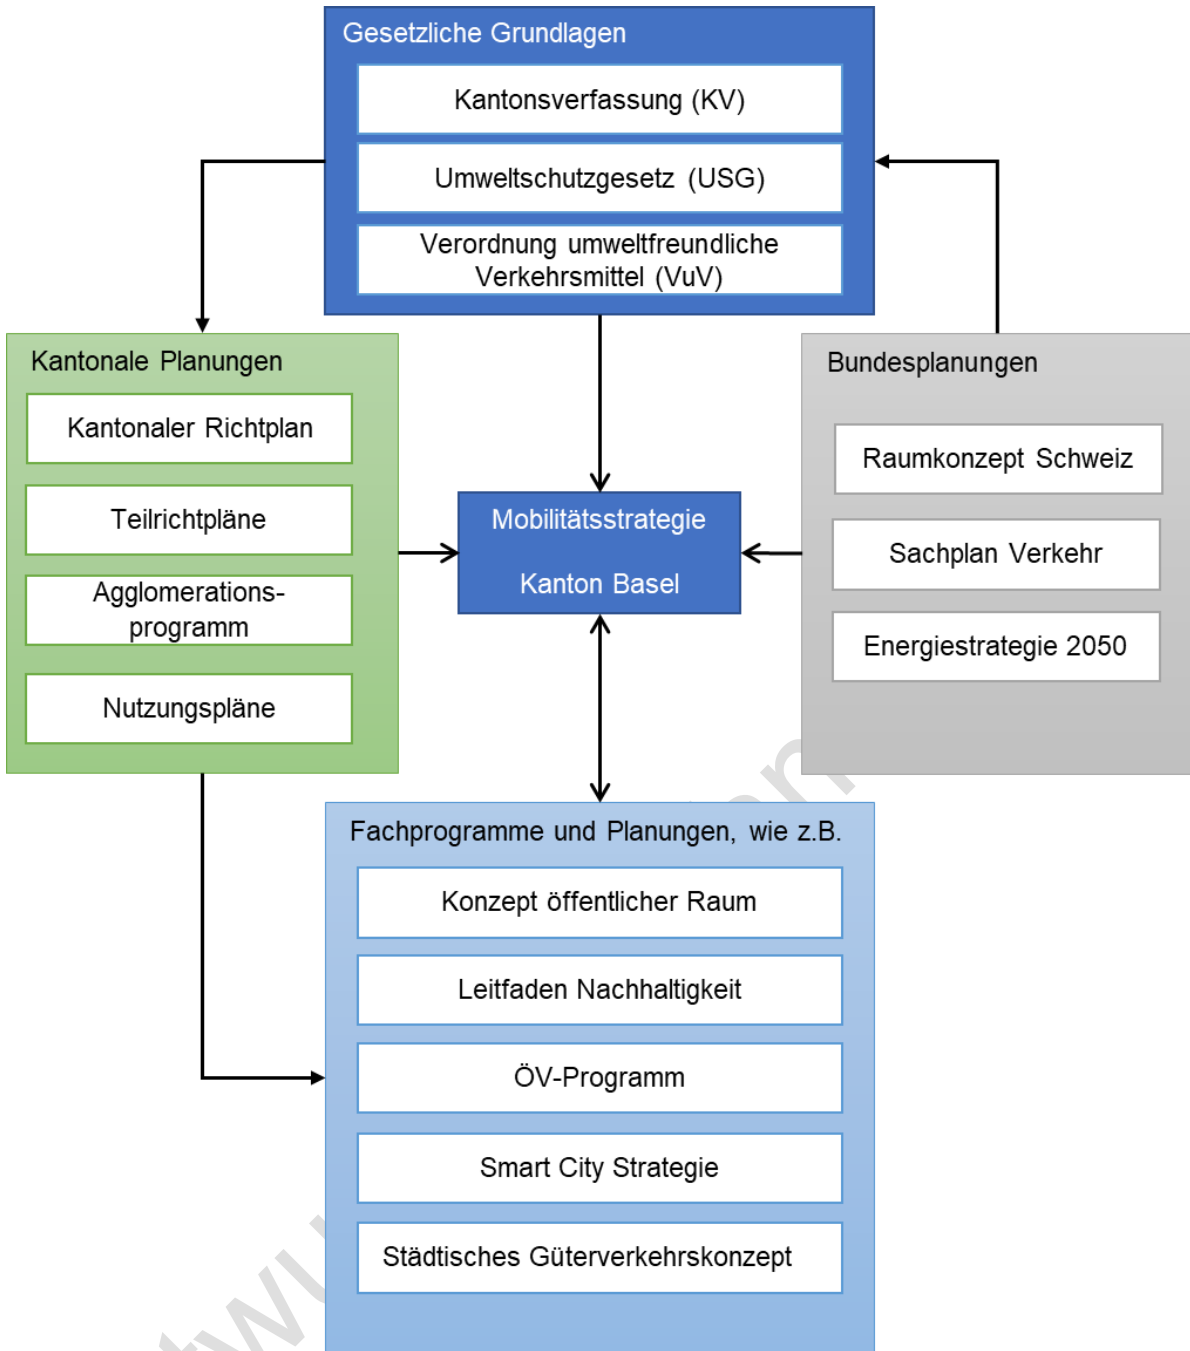 Gesetzliche Grundlagen
Kantonsverfassung (KV)
Umweltschutzgesetz (USG)
Verordnung umweltfreundliche
Verkehrsmittel (VuV)
Kantonale Planungen
Kantonaler Richtplan
Teilrichtpläne
Agglomerations-
programm
Nutzungspläne
Mobilitätsstrategie
Kanton Basel
Bundesplanungen
Raumkonzept Schweiz
Sachplan Verkehr
Energiestrategie 2050
Fachprogramme und Planungen, wie z.B.
Konzept öffentlicher Raum
Leitfaden Nachhaltigkeit
ÖV-Programm
Smart City Strategie
Städtisches Güterverkehrskonzept